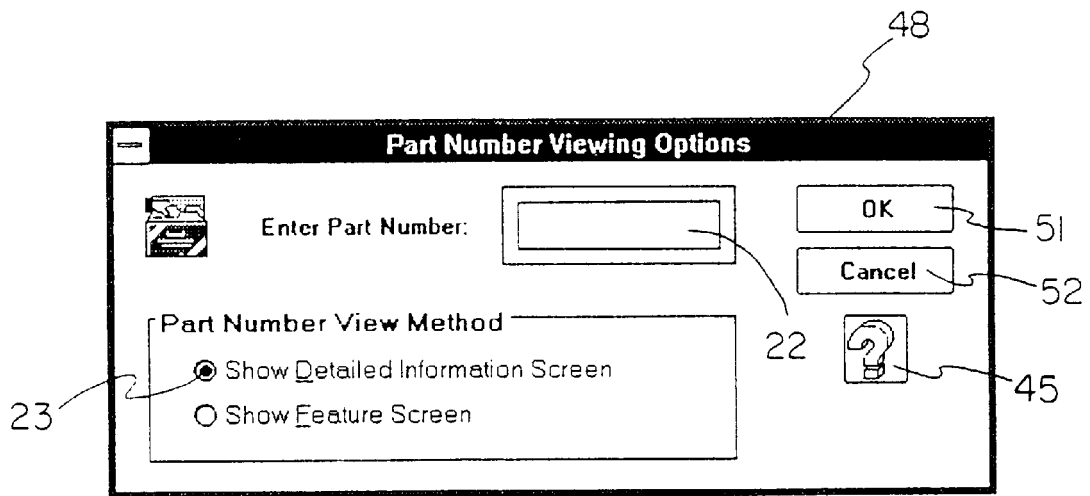 48
Part Number Viewing Options
Enter Part Number:
OK
51
Cancel
52
Part Number View Method
22
Show Detailed Information Screen
45
23
Show Feature Screen